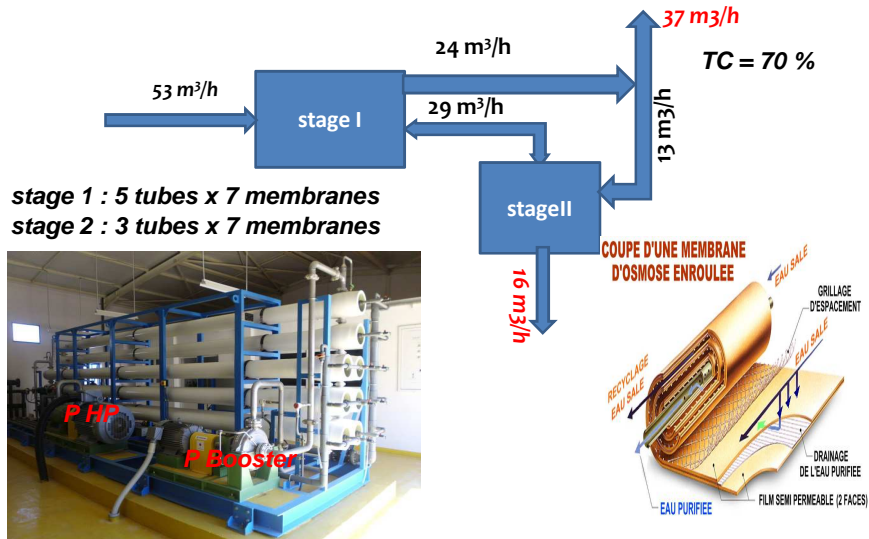 37 m3/h
24 m³/h
TC = 70 %
53 m³/h
stage I
29 m³/h
13 m3/h
stageII
stage 1 : 5 tubes x 7 membranes
stage 2 : 3 tubes x 7 membranes
16 m3/h
COUPE D'UNE MEMBRANE
D'OSMOSE ENROULEE
EAU SALE
GRILLAGE
D'ESPACEMENT
EAU SALE
RECYCLAGE
EAU SALE
P HP
P Booster
DRAINAGE
DE L'EAU PURIFIEE
FILM SEMI PERMEABLE (2 FACES)
EAU PURIFIEE